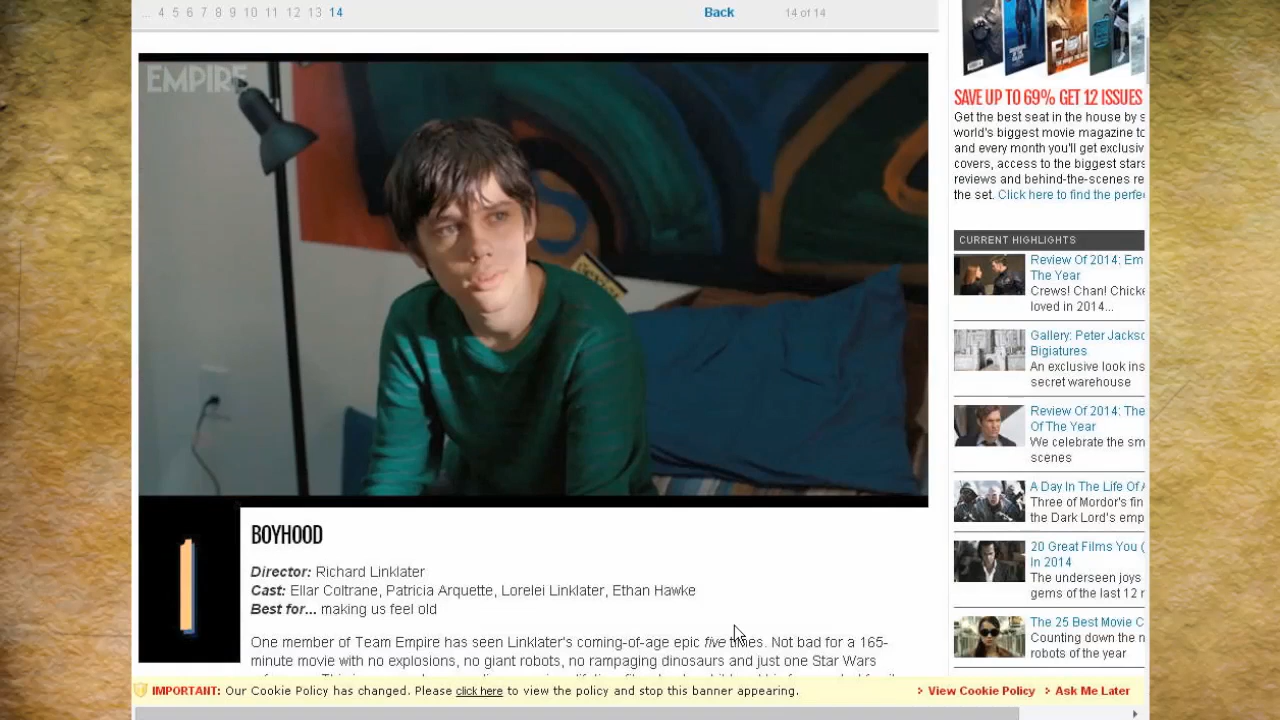 ... 4 5 6 7 8 9 10 11 12 13 14 Back 14 of 14
EMPIRE
BOYHOOD
Director: Richard Linklater
Cast: Ellar Coltrane, Patricia Arquette, Lorelei Linklater, Ethan Hawke
Best for... making us feel old
One member of Team Empire has seen Linklater's coming-of-age epic five times. Not bad for a 165-
minute movie with no explosions, no giant robots, no rampaging dinosaurs and just one Star Wars
SAVE UP TO 69% GET 12 ISSUES
Get the best seat in the house by s
world's biggest movie magazine to
and every month you'll get exclusiv
covers, access to the biggest stars
reviews and behind-the-scenes re
the set. Click here to find the perfe
CURRENT HIGHLIGHTS
Review Of 2014: Em
The Year
Crews! Chan! Chicke
loved in 2014...
Gallery: Peter Jackso
Bigiatures
An exclusive look ins
secret warehouse
Review Of 2014: The
Of The Year
We celebrate the sm
scenes
A Day In The Life Of A
Three of Mordor's fin
the Dark Lord's emp
20 Great Films You (
In 2014
The underseen joys
gems of the last 12 m
The 25 Best Movie C
Counting down the n
robots of the year
IMPORTANT: Our Cookie Policy has changed. Please click here to view the policy and stop this banner appearing. View Cookie Policy Ask Me Later